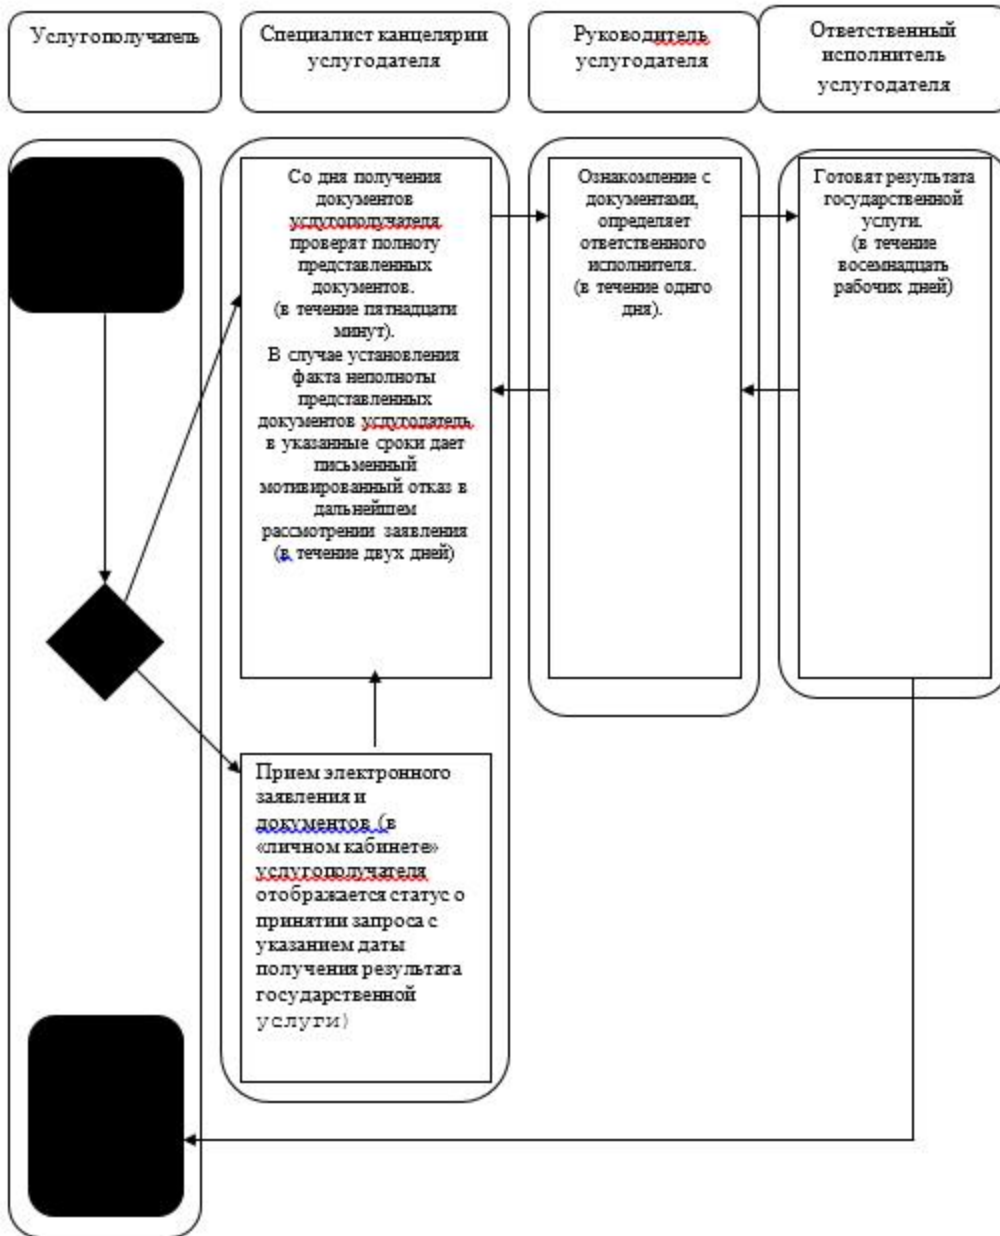 Услугополучатель
Специалист канцелярии
услугодателя
Руководитель
услугодателя
Ответственный
исполнитель
услугодателя
Со дня получения
документов
услугополучателя
проверят полноту
представленных
документов.
(в течение пятнадцати
минут).
В случае установления
факта неполноты
представленных
документов услугодатель
в указанные сроки дает
письменный
мотивированный отказ в
дальнейшем
рассмотрении заявления
(в течение двух дней)
Ознакомление с
документами,
определяет
ответственного
исполнителя.
(в течение однго
дня).
Готовят результата
государственной
услуги.
(в течение
восемнадцать
рабочих дней)
Прием электронного
заявления и
документов (в
«личном кабинете»
услугополучателя
отображается статус о
принятии запроса с
указанием даты
получения результата
государственной
услуги)